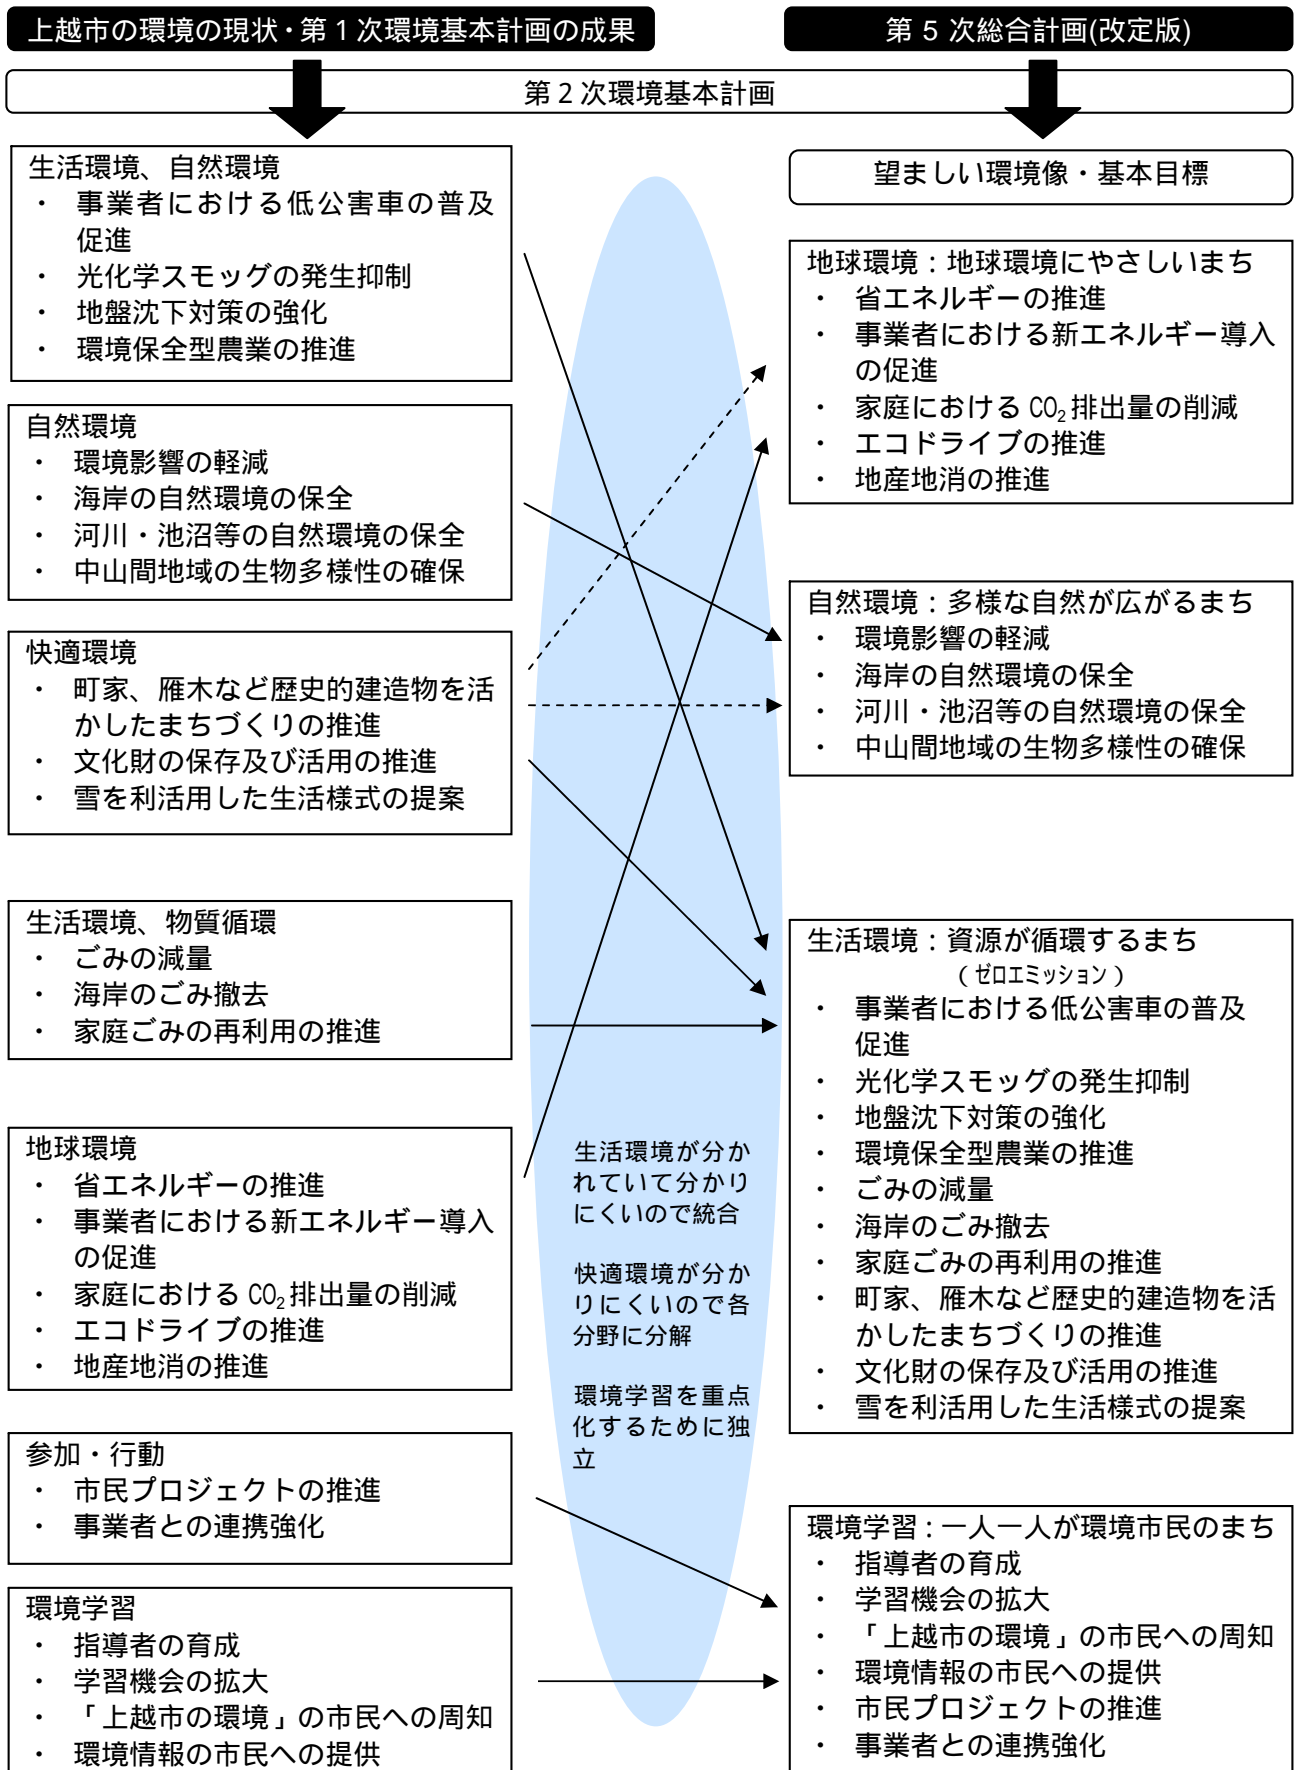 上越市の環境の現状・第1次環境基本計画の成果
第5次総合計画(改定版)
第2次環境基本計画
生活環境、自然環境
・ 事業者における低公害車の普及
促進
・ 光化学スモッグの発生抑制
・ 地盤沈下対策の強化
・ 環境保全型農業の推進
自然環境
・ 環境影響の軽減
・ 海岸の自然環境の保全
・ 河川・池沼等の自然環境の保全
・ 中山間地域の生物多様性の確保
快適環境
・ 町家、雁木など歴史的建造物を活
かしたまちづくりの推進
・ 文化財の保存及び活用の推進
・ 雪を利活用した生活様式の提案
生活環境、物質循環
・ ごみの減量
・ 海岸のごみ撤去
・ 家庭ごみの再利用の推進
地球環境
・ 省エネルギーの推進
・ 事業者における新エネルギー導入
の促進
・ 家庭における CO₂排出量の削減
・ エコドライブの推進
・ 地産地消の推進
参加・行動
・ 市民プロジェクトの推進
・ 事業者との連携強化
環境学習
・ 指導者の育成
・ 学習機会の拡大
・ 「上越市の環境」の市民への周知
・ 環境情報の市民への提供
生活環境が分か
れていて分かり
にくいので統合
快適環境が分か
りにくいので各
分野に分解
環境学習を重点
化するために独
立
望ましい環境像・基本目標
地球環境：地球環境にやさしいまち
・ 省エネルギーの推進
・ 事業者における新エネルギー導入
の促進
・ 家庭における CO₂排出量の削減
・ エコドライブの推進
・ 地産地消の推進
自然環境：多様な自然が広がるまち
・ 環境影響の軽減
・ 海岸の自然環境の保全
・ 河川・池沼等の自然環境の保全
・ 中山間地域の生物多様性の確保
生活環境：資源が循環するまち
（ｾﾞﾛｴﾐｯｼｮﾝ）
・ 事業者における低公害車の普及
促進
・ 光化学スモッグの発生抑制
・ 地盤沈下対策の強化
・ 環境保全型農業の推進
・ ごみの減量
・ 海岸のごみ撤去
・ 家庭ごみの再利用の推進
・ 町家、雁木など歴史的建造物を活
かしたまちづくりの推進
・ 文化財の保存及び活用の推進
・ 雪を利活用した生活様式の提案
環境学習：一人一人が環境市民のまち
・ 指導者の育成
・ 学習機会の拡大
・ 「上越市の環境」の市民への周知
・ 環境情報の市民への提供
・ 市民プロジェクトの推進
・ 事業者との連携強化